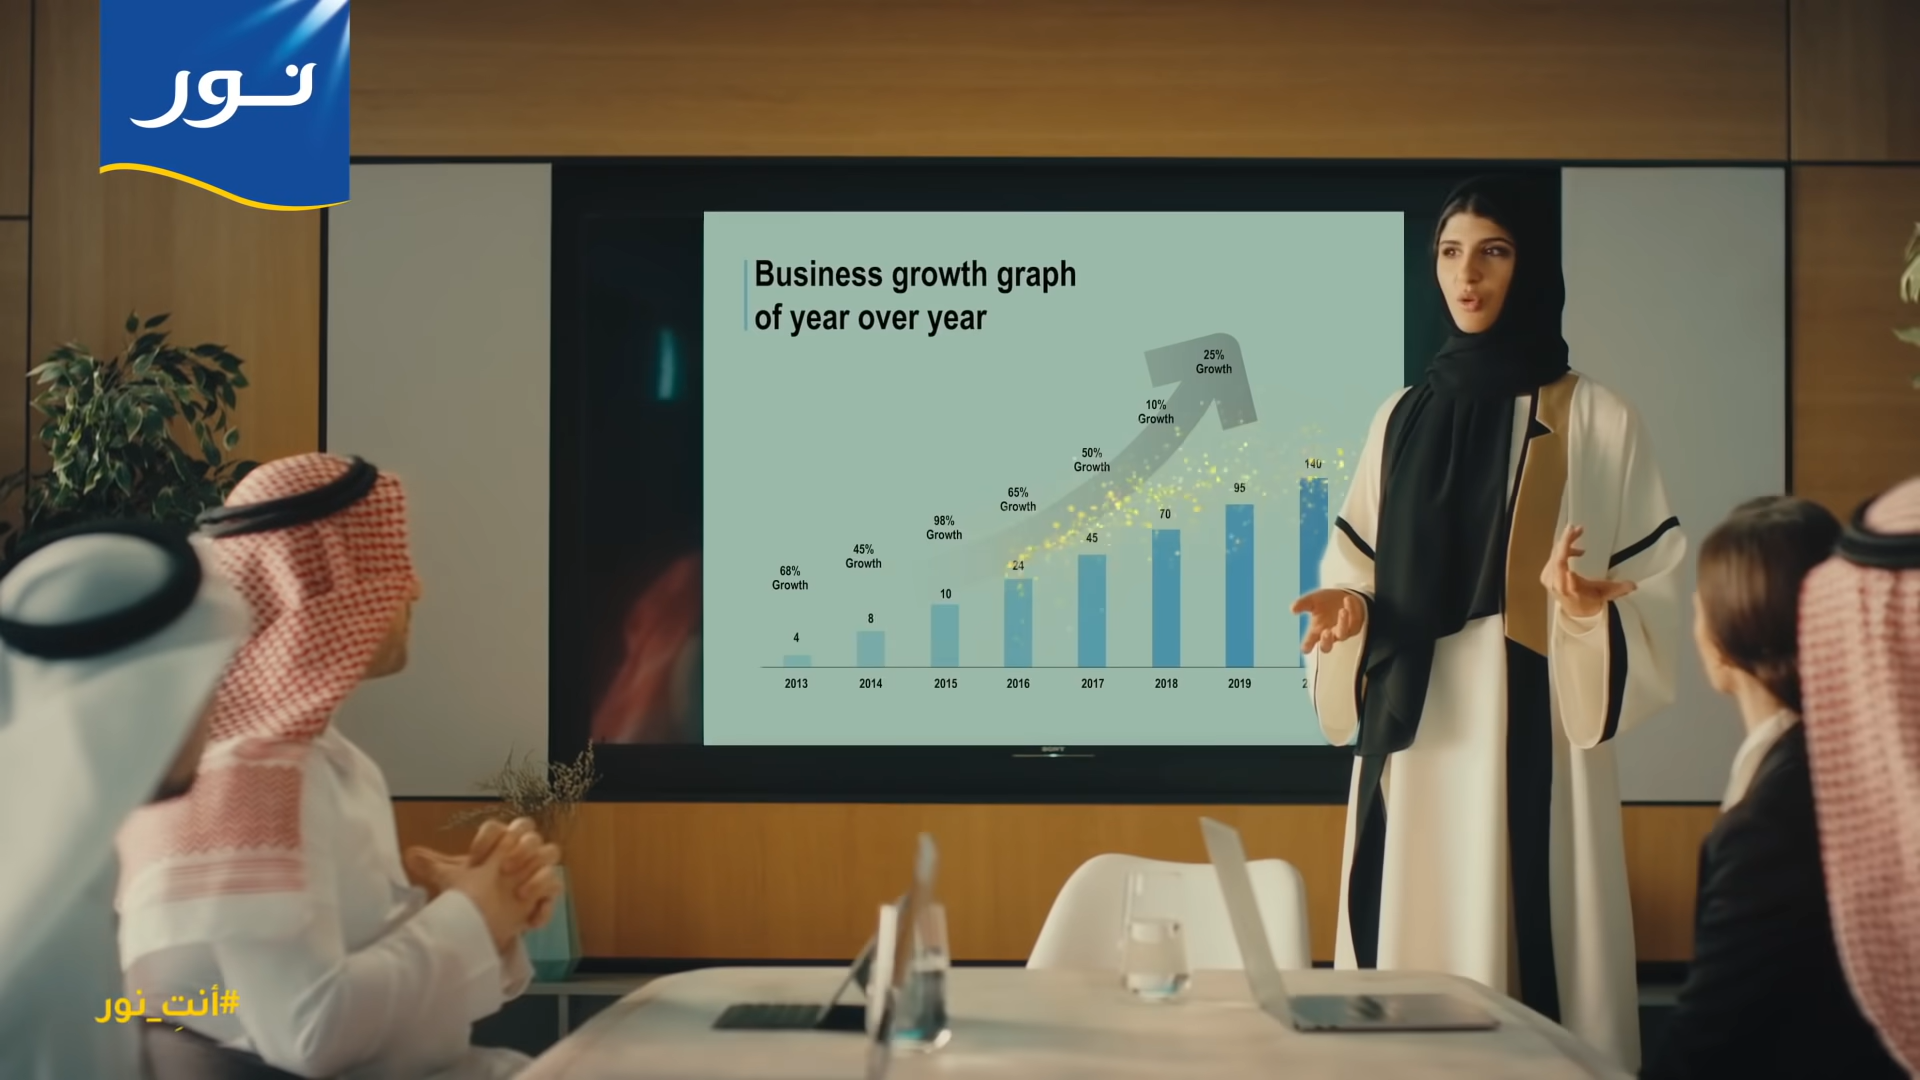 نور
Business growth graph
of year over year
25%
Growth
10%
Growth
50%
Growth
65%
Growth
98%
Growth
45%
Growth
68%
Growth
4
8
10
24
45
70
95
140
2013
2014
2015
2016
2017
2018
2019
SONY
#أنتِ_نور